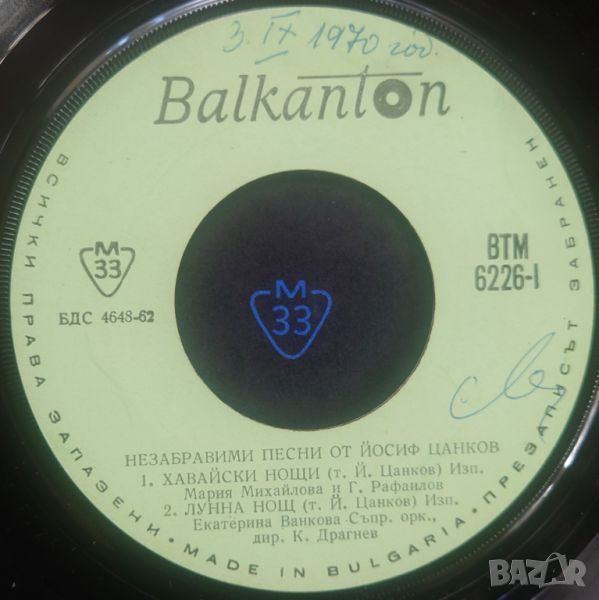 3. IX 1970 год.
Balkanton
ВСИЧКИ ПРАВА ЗАПАЗЕНИ · MADE IN BULGARIA · ПРЕЗАПИСЪТ ЗАБРАНЕН
М
33
БДС 4648-62
ВТМ
6226-I
М
33
НЕЗАБРАВИМИ ПЕСНИ ОТ ЙОСИФ ЦАНКОВ
1. ХАВАЙСКИ НОЩИ (т. Й. Цанков) Изп.
Мария Михайлова и Г. Рафаилов
2. ЛУННА НОЩ (т. Й. Цанков) Изп.
Екатерина Ванкова Съпр. орк.,
дир. К. Драгнев
BAZAR